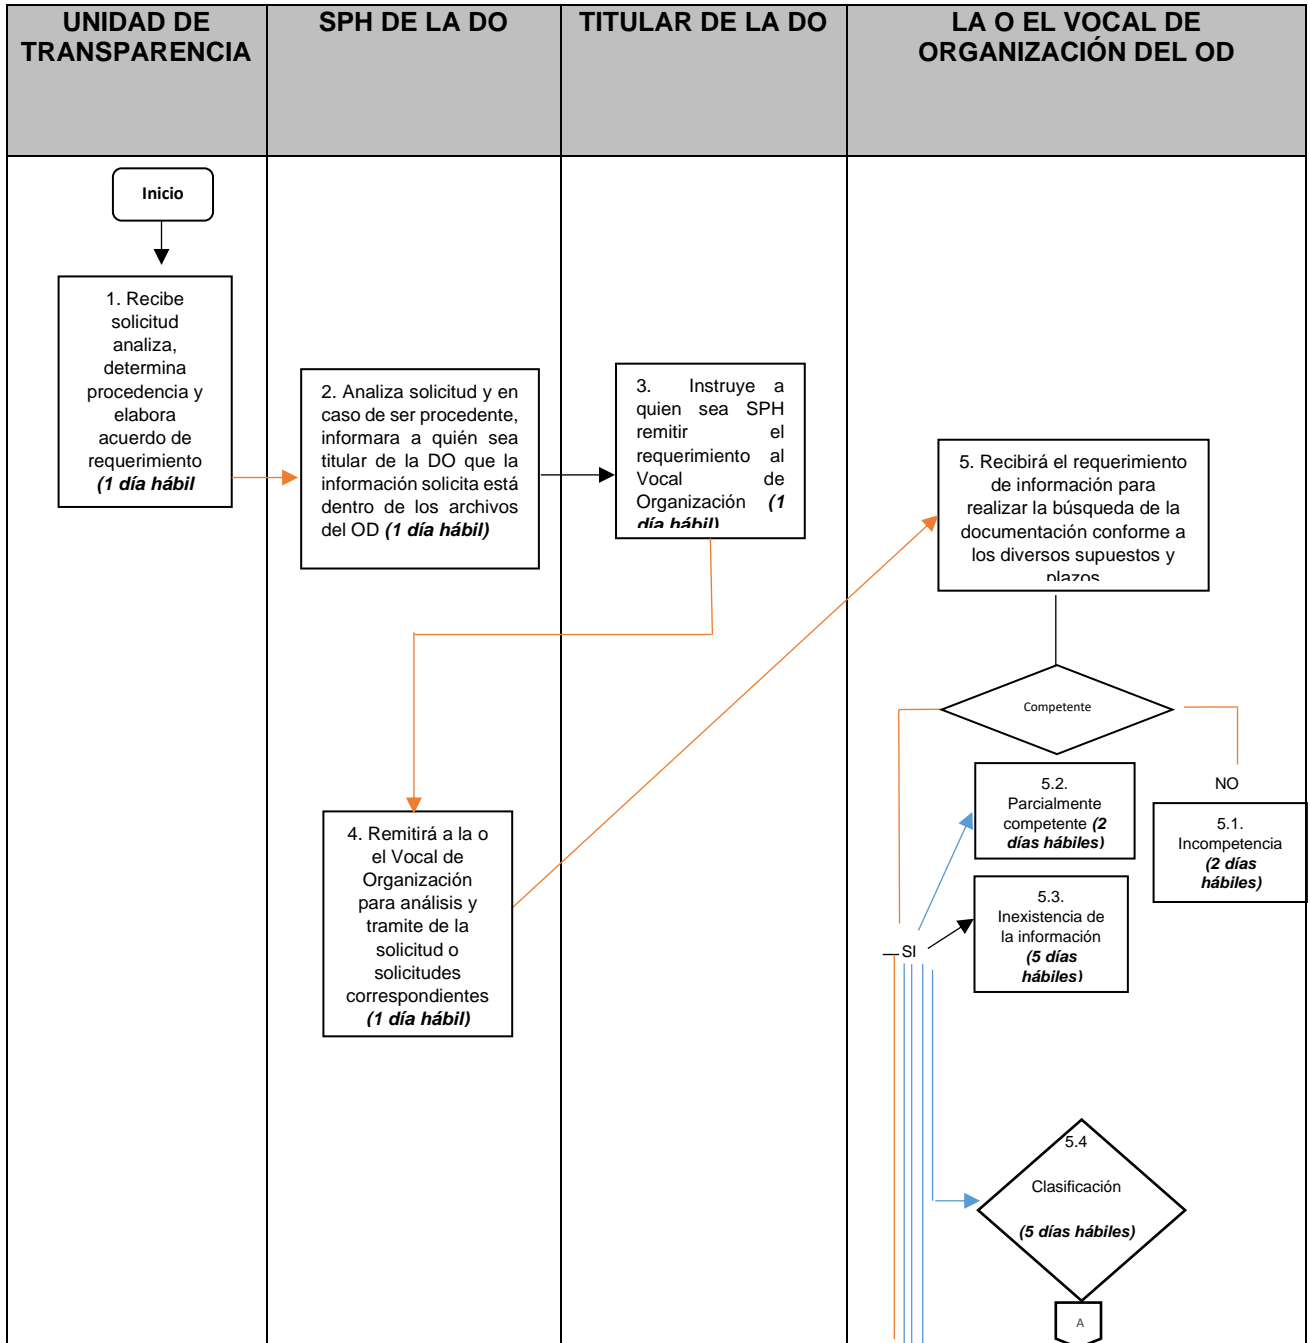 UNIDAD DE
TRANSPARENCIA
SPH DE LA DO
TITULAR DE LA DO
LA O EL VOCAL DE
ORGANIZACIÓN DEL OD
Inicio
1. Recibe
solicitud
analiza,
determina
procedencia y
elabora
acuerdo de
requerimiento
(1 día hábil
2. Analiza solicitud y en
caso de ser procedente,
informara a quién sea
titular de la DO que la
información solicita está
dentro de los archivos
del OD (1 día hábil)
3. Instruye a
quien sea SPH
remitir el
requerimiento al
Vocal de
Organización (1
día hábil)
4. Remitirá a la o
el Vocal de
Organización
para análisis y
tramite de la
solicitud o
solicitudes
correspondientes
(1 día hábil)
5. Recibirá el requerimiento
de información para
realizar la búsqueda de la
documentación conforme a
los diversos supuestos y
plazos
Competente
NO
5.1.
Incompetencia
(2 días
hábiles)
5.2.
Parcialmente
competente (2
días hábiles)
5.3.
Inexistencia de
la información
(5 días
hábiles)
SI
5.4
Clasificación
(5 días hábiles)
A